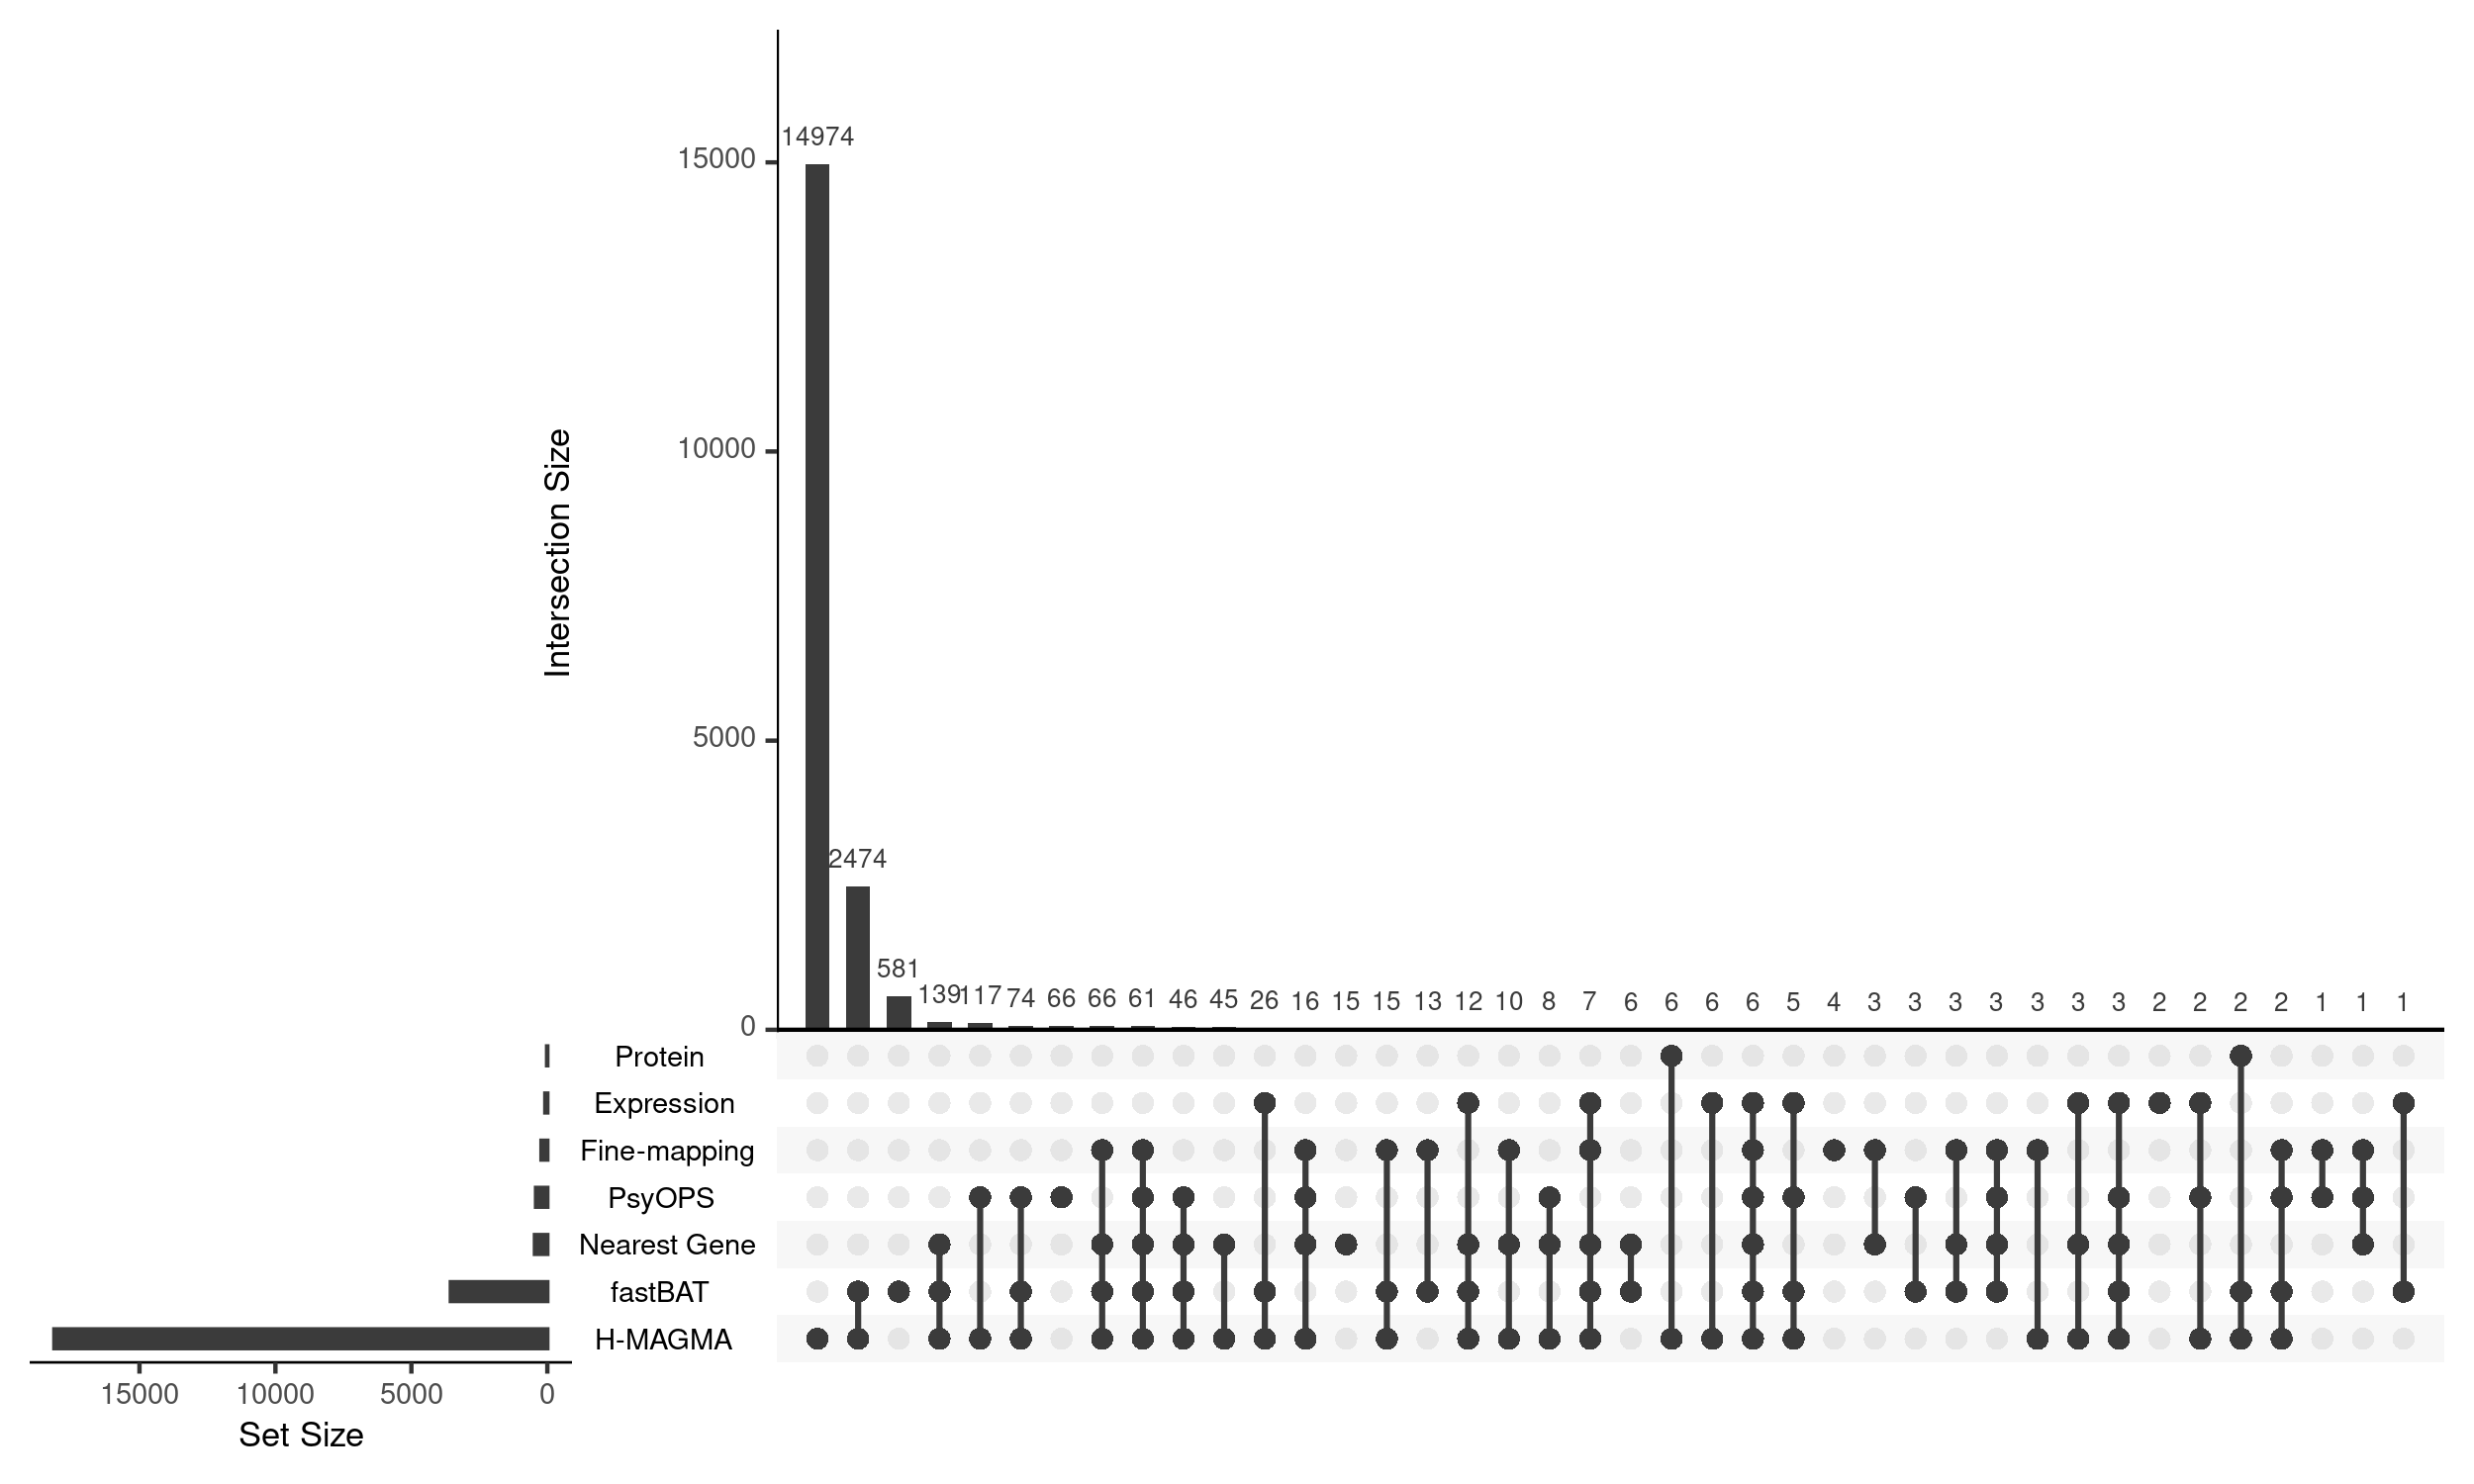 14974
15000
10000
Intersection Size
5000
2474
581
139 117 74 66 66 61 46 45 26 16 15 15 13 12 10 8 7 6 6 6 6 5 4 3 3 3 3 3 3 3 2 2 2 2 1 1 1
0
Protein
Expression
Fine-mapping
PsyOPS
Nearest Gene
fastBAT
H-MAGMA
15000 10000 5000 0
Set Size